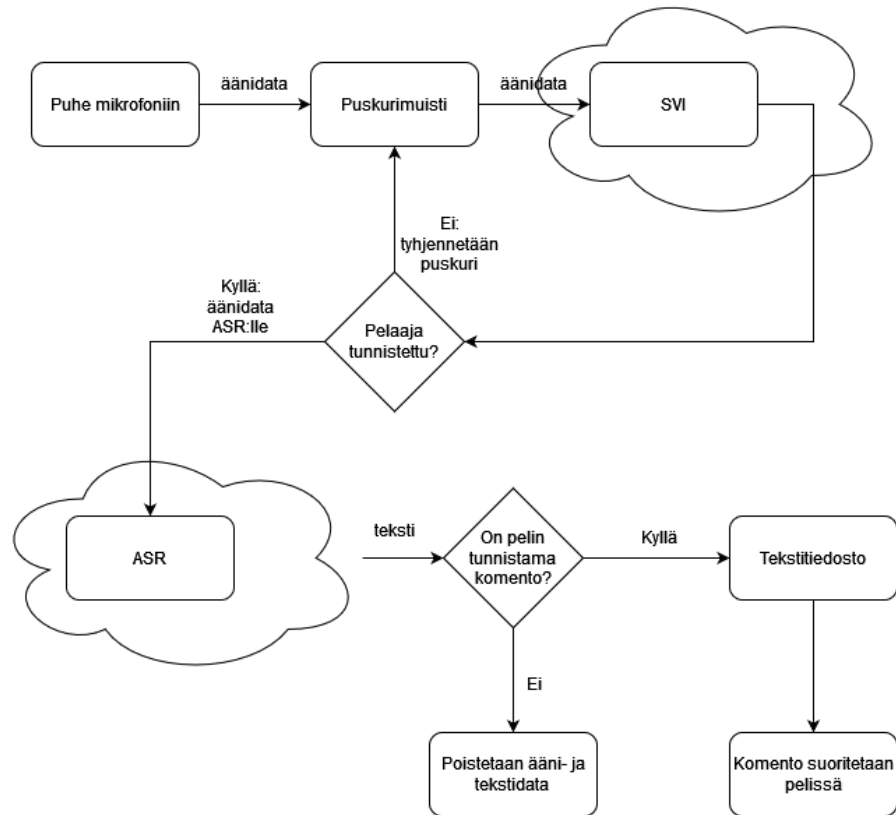 äänidata
äänidata
Puhe mikrofoniin
Puskurimuisti
SVI
Ei:
tyhjennetään
puskuri
Kyllä:
äänidata
ASR:lle
Pelaaja
tunnistettu?
teksti
On pelin
tunnistama
komento?
Kyllä
Tekstitiedosto
ASR
Ei
Poistetaan ääni- ja
tekstidata
Komento suoritetaan
pelissä